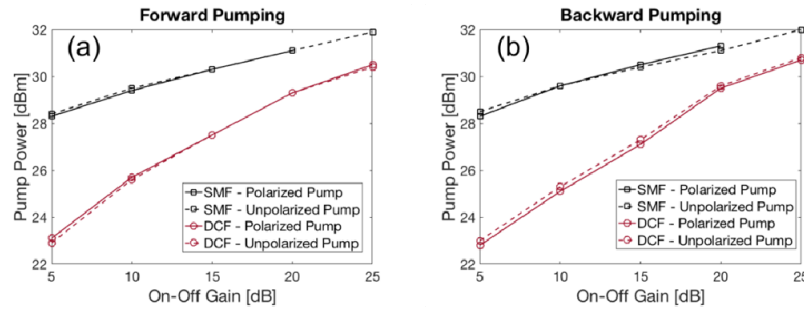 Forward Pumping
(a)
Pump Power [dBm]
32
30
28
26
24
22
SMF - Polarized Pump
SMF - Unpolarized Pump
DCF - Polarized Pump
DCF - Unpolarized Pump
5 10 15 20 25
On-Off Gain [dB]
Backward Pumping
(b)
Pump Power [dBm]
32
30
28
26
24
22
SMF - Polarized Pump
SMF - Unpolarized Pump
DCF - Polarized Pump
DCF - Unpolarized Pump
5 10 15 20 25
On-Off Gain [dB]